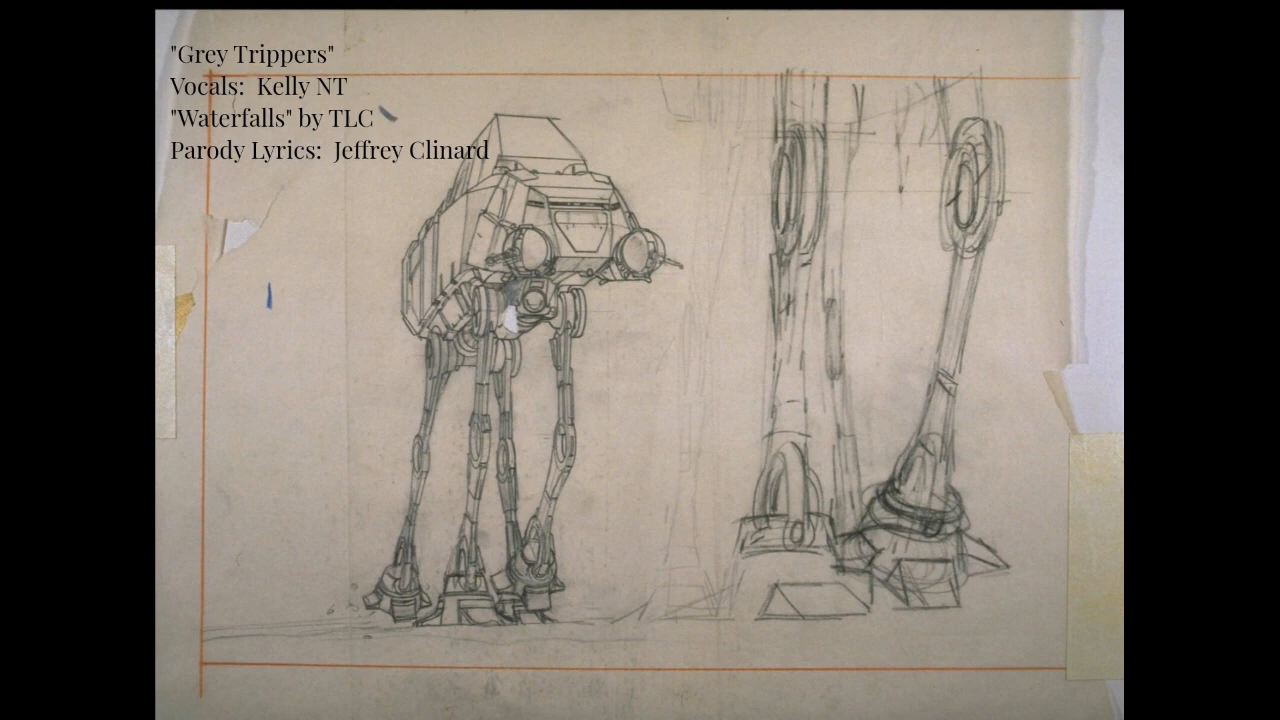 "Grey Trippers"
Vocals:  Kelly NT
"Waterfalls" by TLC
Parody Lyrics:  Jeffrey Clinard